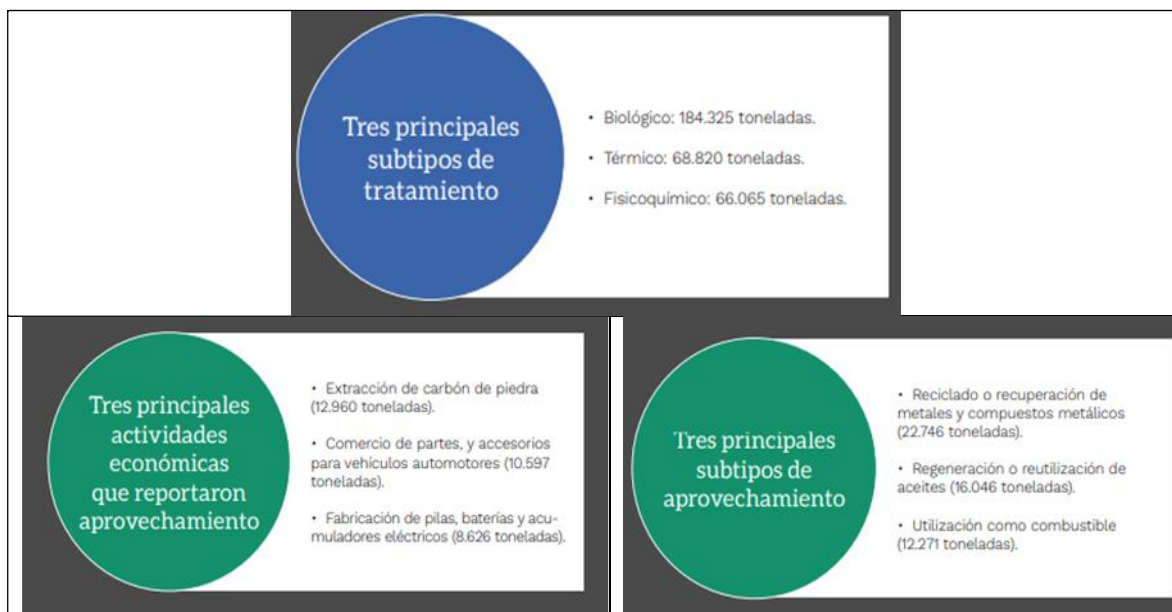 Tres principales
subtipos de
tratamiento
• Biológico: 184.325 toneladas.
• Térmico: 68.820 toneladas.
• Fisicoquímico: 66.065 toneladas.
Tres principales
actividades
económicas
que reportaron
aprovechamiento
• Extracción de carbón de piedra
(12.960 toneladas).
• Comercio de partes, y accesorios
para vehículos automotores (10.597
toneladas).
• Fabricación de pilas, baterías y acu-
muladores eléctricos (8.626 toneladas).
Tres principales
subtipos de
aprovechamiento
• Reciclado o recuperación de
metales y compuestos metálicos
(22.746 toneladas).
• Regeneración o reutilización de
aceites (16.046 toneladas).
• Utilización como combustible
(12.271 toneladas).